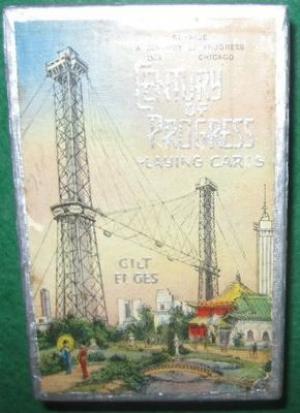 A CENTURY OF PROGRESS
CHICAGO
CENTURY
OF
PROGRESS
PLAYING CARDS
GILT
EDGES